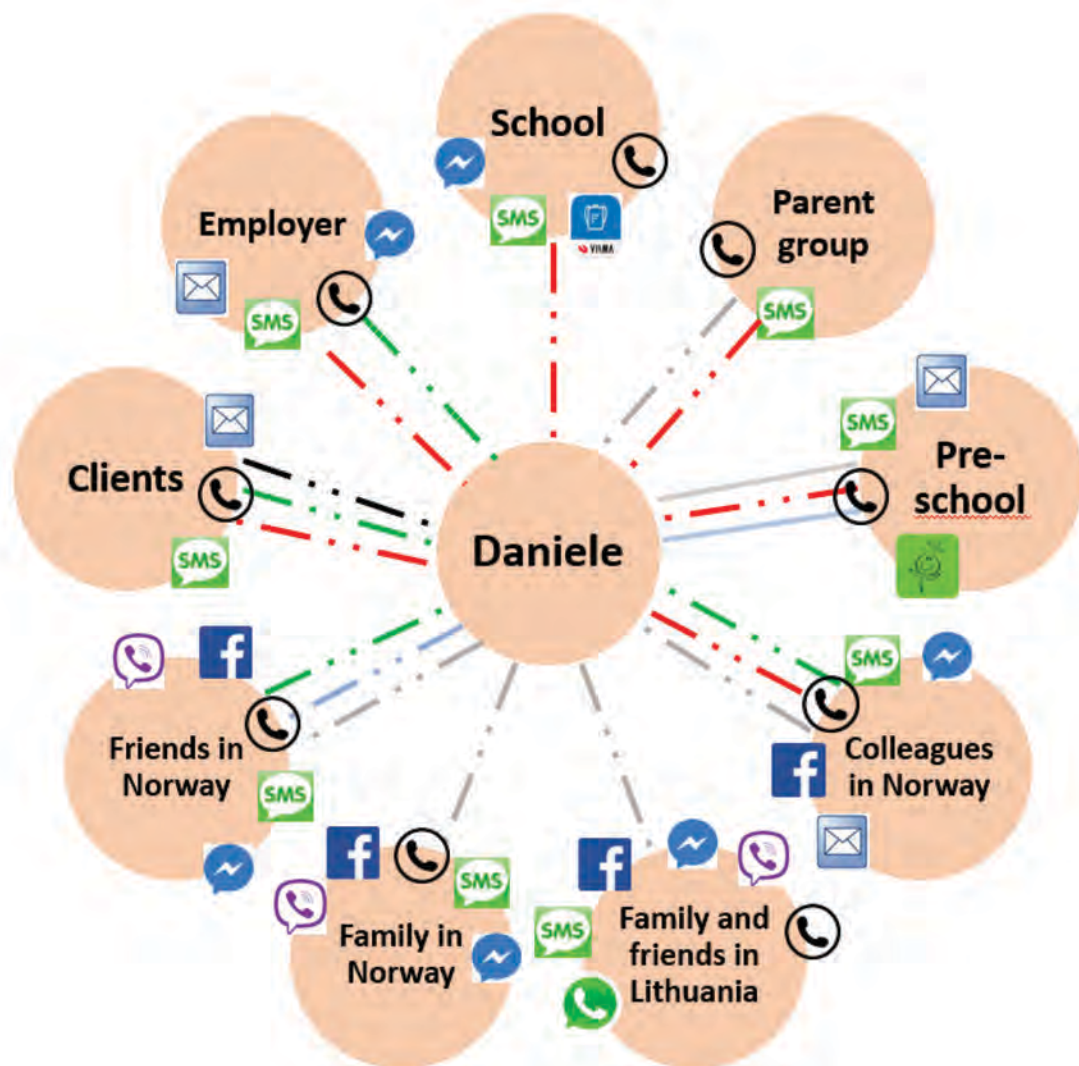 School
SMS
VISMA
Employer
SMS
Parent
group
SMS
Clients
SMS
Daniele
SMS
Pre-
school
Friends in
Norway
SMS
SMS
Colleagues
in Norway
Family in
Norway
SMS
Family and
friends in
Lithuania
SMS